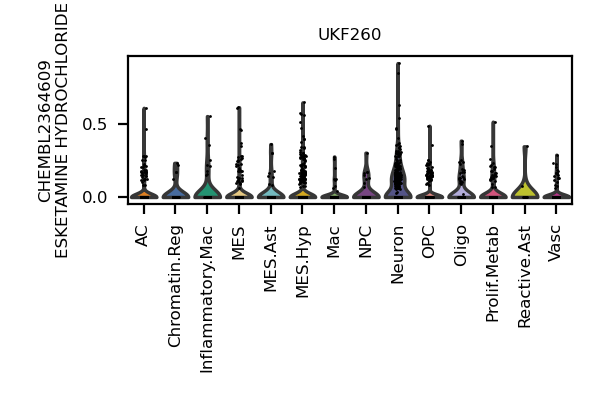 UKF260
CHEMBL2364609
ESKETAMINE HYDROCHLORIDE
0.5
0.0
AC
Chromatin.Reg
Inflammatory.Mac
MES
MES.Ast
MES.Hyp
Mac
NPC
Neuron
OPC
Oligo
Prolif.Metab
Reactive.Ast
Vasc